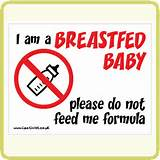 I am a BREASTFED
BABY
please do not
feed me formula